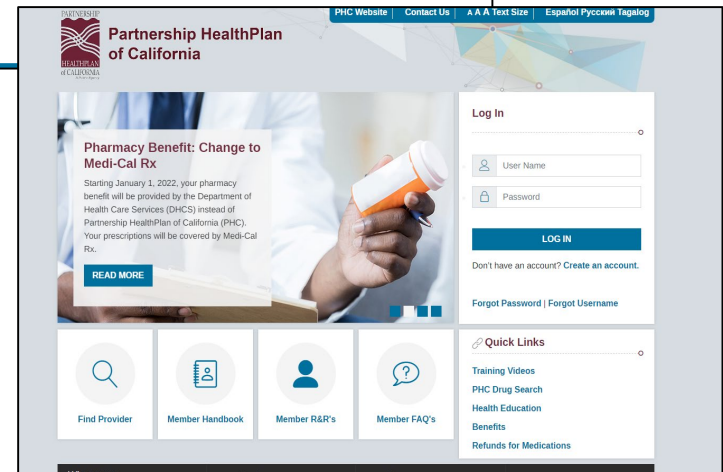 PHC Website | Contact Us | A A A Text Size | Español Русский Tagalog
PARTNERSHIP
HEALTHPLAN
of CALIFORNIA
Partnership HealthPlan
of California
Pharmacy Benefit: Change to
Medi-Cal Rx
Starting January 1, 2022, your pharmacy
benefit will be provided by the Department of
Health Care Services (DHCS) instead of
Partnership HealthPlan of California (PHC).
Your prescriptions will be covered by Medi-Cal
Rx.
READ MORE
Log In
User Name
Password
LOG IN
Don't have an account? Create an account.
Forgot Password | Forgot Username
Find Provider
Member Handbook
Member R&R's
Member FAQ's
Quick Links
Training Videos
PHC Drug Search
Health Education
Benefits
Refunds for Medications